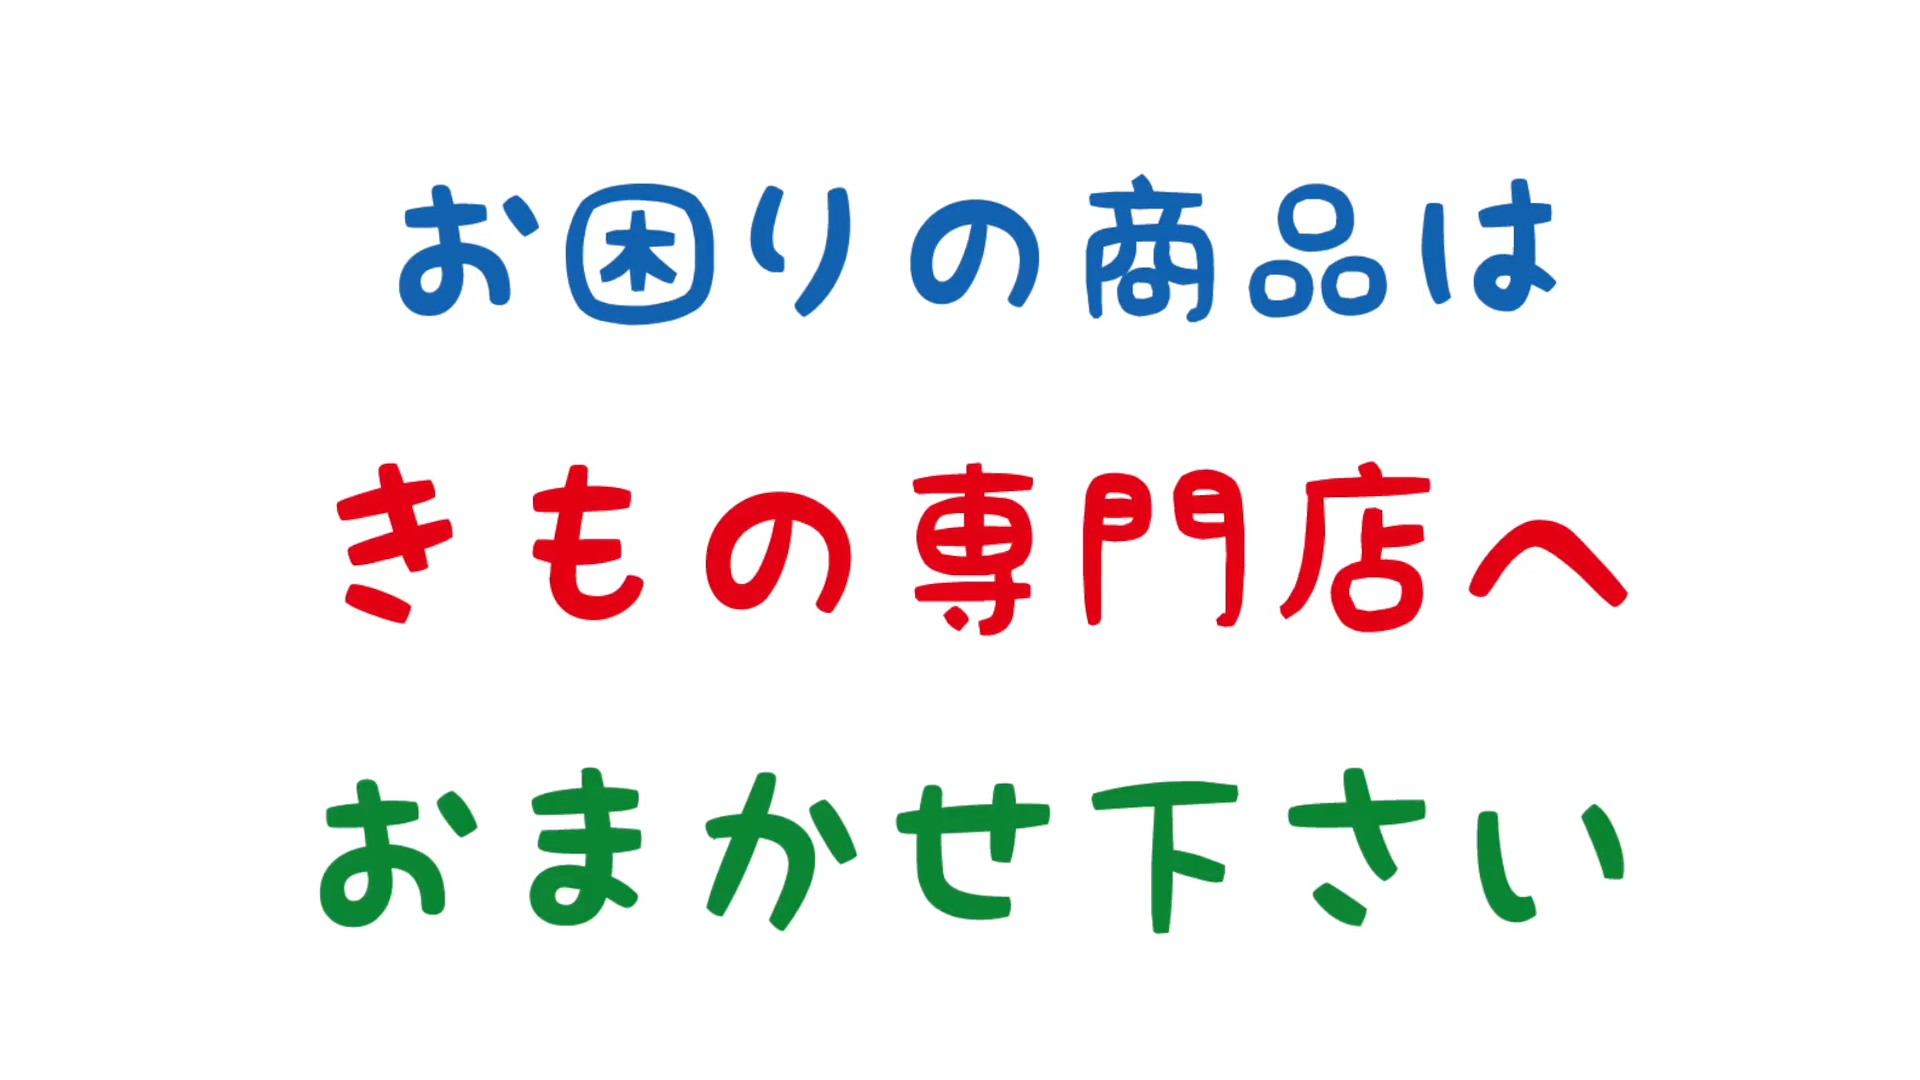 お困りの商品は
きもの専門店へ
おまかせ下さい